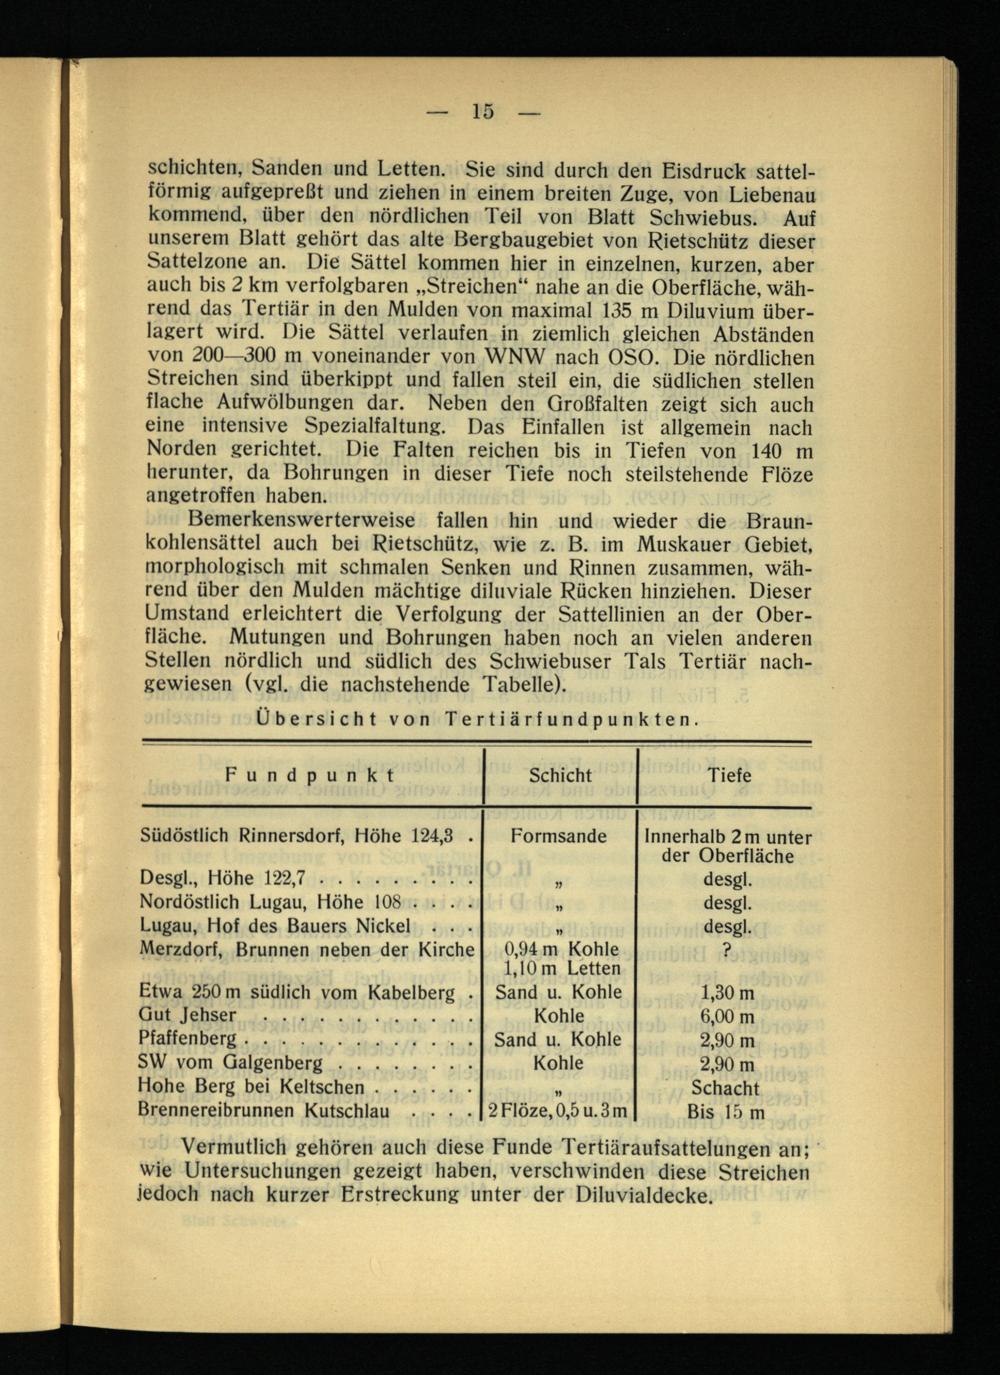 — 15 —
schichten, Sanden und Letten. Sie sind durch den Eisdruck sattel-
förmig aufgepreßt und ziehen in einem breiten Zuge, von Liebenau
kommend, über den nördlichen Teil von Blatt Schwiebus. Auf
unserem Blatt gehört das alte Bergbaugebiet von Rietschütz dieser
Sattelzone an. Die Sättel kommen hier in einzelnen, kurzen, aber
auch bis 2 km verfolgbaren „Streichen“ nahe an die Oberfläche, wäh-
rend das Tertiär in den Mulden von maximal 135 m Diluvium über-
lagert wird. Die Sättel verlaufen in ziemlich gleichen Abständen
von 200—300 m voneinander von WNW nach OSO. Die nördlichen
Streichen sind überkippt und fallen steil ein, die südlichen stellen
flache Aufwölbungen dar. Neben den Großfalten zeigt sich auch
eine intensive Spezialfaltung. Das Einfallen ist allgemein nach
Norden gerichtet. Die Falten reichen bis in Tiefen von 140 m
herunter, da Bohrungen in dieser Tiefe noch steilstehende Flöze
angetroffen haben.
Bemerkenswerterweise fallen hin und wieder die Braun-
kohlensättel auch bei Rietschütz, wie z. B. im Muskauer Gebiet,
morphologisch mit schmalen Senken und Rinnen zusammen, wäh-
rend über den Mulden mächtige diluviale Rücken hinziehen. Dieser
Umstand erleichtert die Verfolgung der Sattellinien an der Ober-
fläche. Mutungen und Bohrungen haben noch an vielen anderen
Stellen nördlich und südlich des Schwiebuser Tals Tertiär nach-
gewiesen (vgl. die nachstehende Tabelle).
Übersicht von Tertiärfundpunkten.
Fundpunkt Schicht Tiefe
Südöstlich Rinnersdorf, Höhe 124,3 . Formsande Innerhalb 2 m unter
der Oberfläche
Desgl., Höhe 122,7 . . . . . . . . . „ desgl.
Nordöstlich Lugau, Höhe 108 . . . . „ desgl.
Lugau, Hof des Bauers Nickel . . . „ desgl.
Merzdorf, Brunnen neben der Kirche 0,94 m Kohle ?
1,10 m Letten
Etwa 250 m südlich vom Kabelberg . Sand u. Kohle 1,30 m
Gut Jehser . . . . . . . . . . . . Kohle 6,00 m
Pfaffenberg . . . . . . . . . . . . . Sand u. Kohle 2,90 m
SW vom Galgenberg . . . . . . . . Kohle 2,90 m
Hohe Berg bei Keltschen . . . . . . „ Schacht
Brennereibrunnen Kutschlau . . . . 2 Flöze, 0,5 u. 3 m Bis 15 m
Vermutlich gehören auch diese Funde Tertiäraufsattelungen an;
wie Untersuchungen gezeigt haben, verschwinden diese Streichen
jedoch nach kurzer Erstreckung unter der Diluvialdecke.